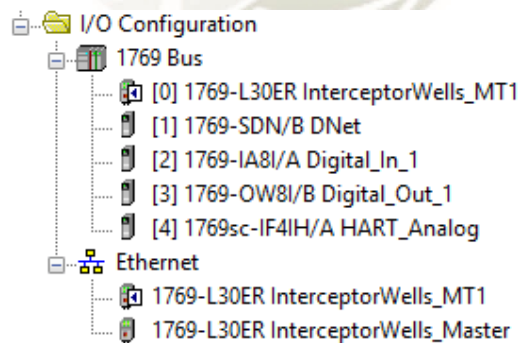 I/O Configuration
1769 Bus
[0] 1769-L30ER InterceptorWells_MT1
[1] 1769-SDN/B DNet
[2] 1769-IA8I/A Digital_In_1
[3] 1769-OW8I/B Digital_Out_1
[4] 1769sc-IF4IH/A HART_Analog
Ethernet
1769-L30ER InterceptorWells_MT1
1769-L30ER InterceptorWells_Master